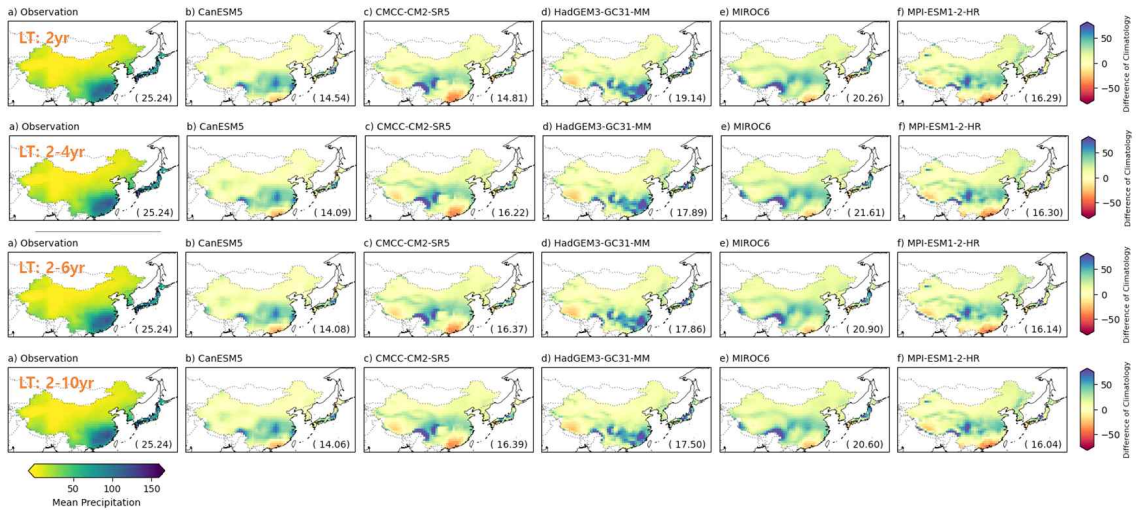 a) Observation b) CanESM5 c) CMCC-CM2-SR5 d) HadGEM3-GC31-MM e) MIROC6 f) MPI-ESM1-2-HR
LT: 2yr
(25.24) (14.54) (14.81) (19.14) (20.26) (16.29)
50
0
−50
Difference of Climatology
a) Observation b) CanESM5 c) CMCC-CM2-SR5 d) HadGEM3-GC31-MM e) MIROC6 f) MPI-ESM1-2-HR
LT: 2-4yr
(25.24) (14.09) (16.22) (17.89) (21.61) (16.30)
50
0
−50
Difference of Climatology
a) Observation b) CanESM5 c) CMCC-CM2-SR5 d) HadGEM3-GC31-MM e) MIROC6 f) MPI-ESM1-2-HR
LT: 2-6yr
(25.24) (14.08) (16.37) (17.86) (20.90) (16.14)
50
0
−50
Difference of Climatology
a) Observation b) CanESM5 c) CMCC-CM2-SR5 d) HadGEM3-GC31-MM e) MIROC6 f) MPI-ESM1-2-HR
LT: 2-10yr
(25.24) (14.06) (16.39) (17.50) (20.60) (16.04)
50
0
−50
Difference of Climatology
50 100 150
Mean Precipitation